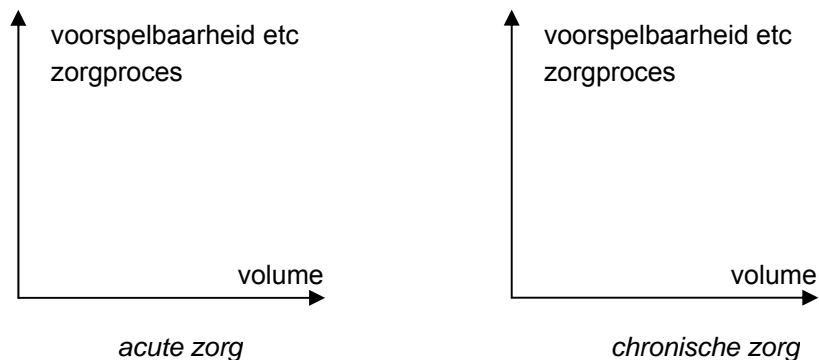 voorspelbaarheid etc
zorgproces
volume
acute zorg
voorspelbaarheid etc
zorgproces
volume
chronische zorg